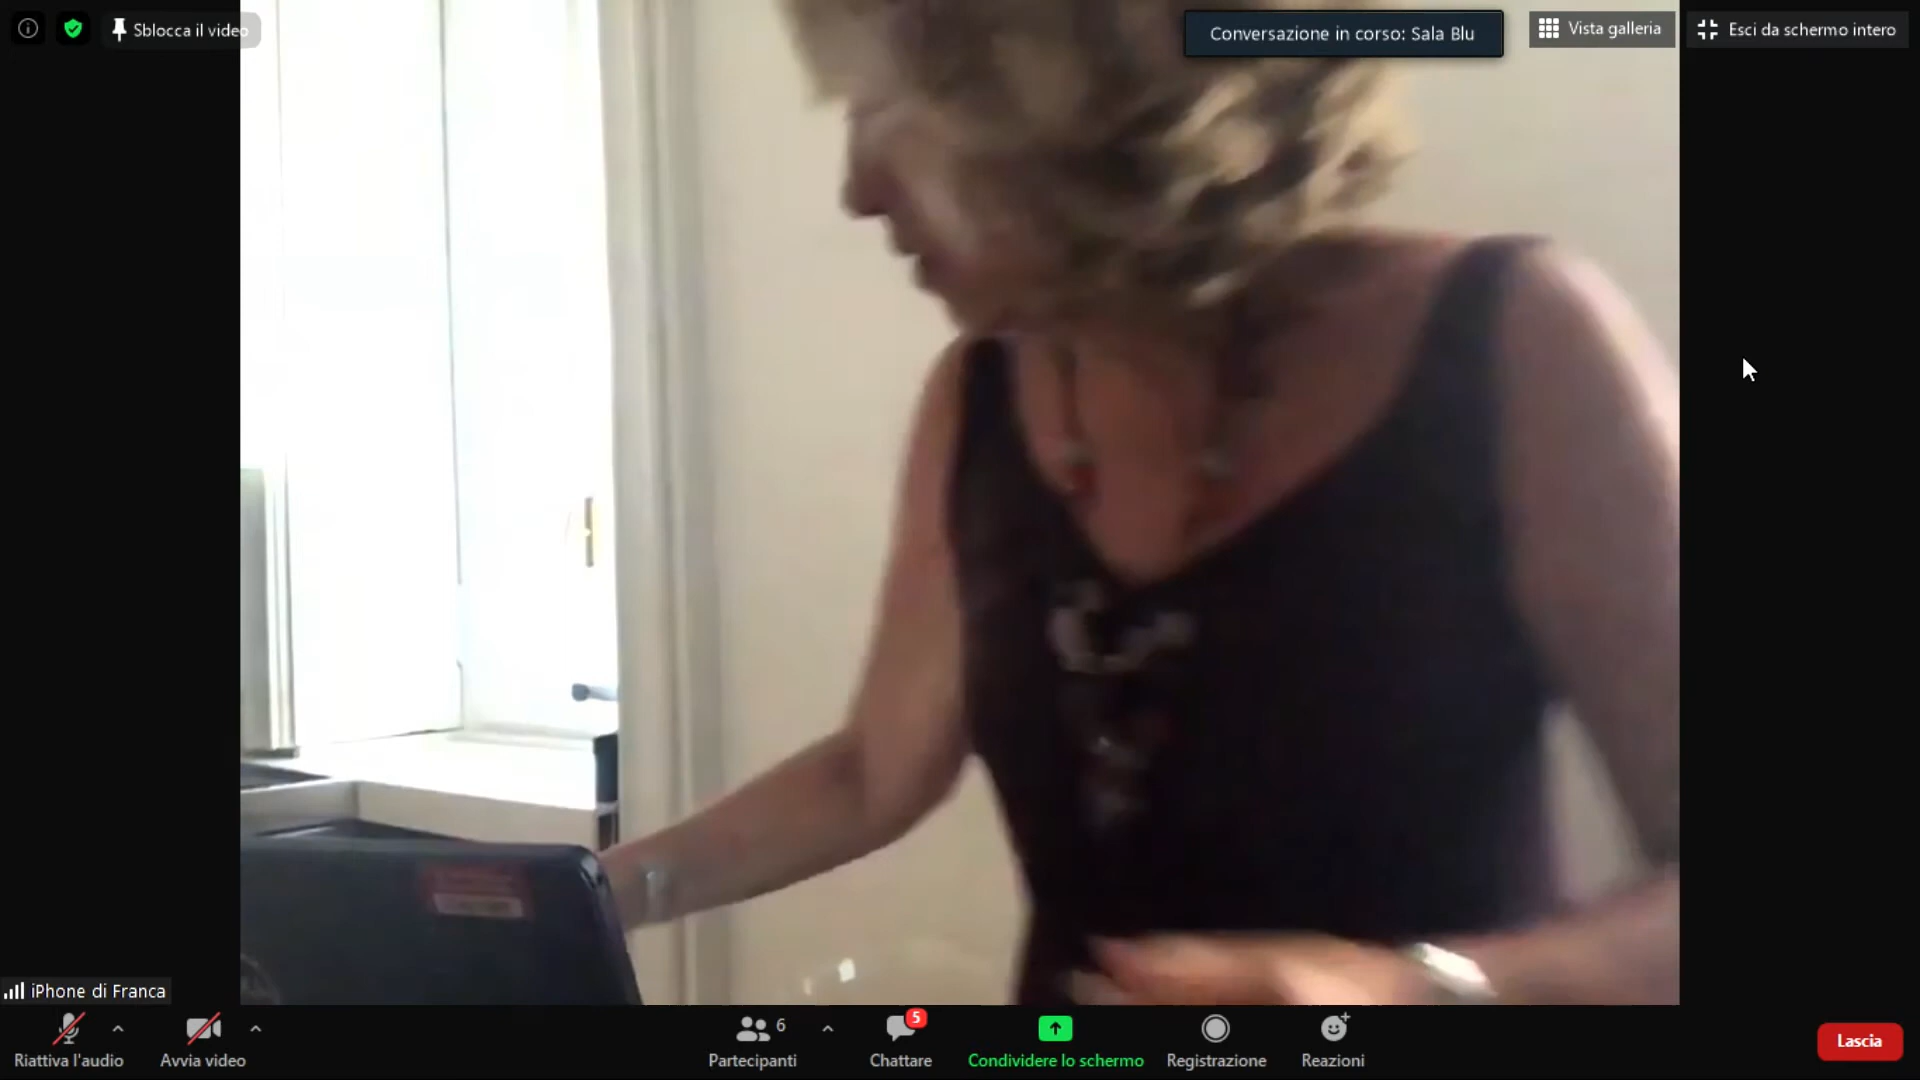 Sblocca il video
Conversazione in corso: Sala Blu
Vista galleria
Esci da schermo intero
iPhone di Franca
Riattiva l'audio
Avvia video
6
Partecipanti
5
Chattare
Condividere lo schermo
Registrazione
Reazioni
Lascia